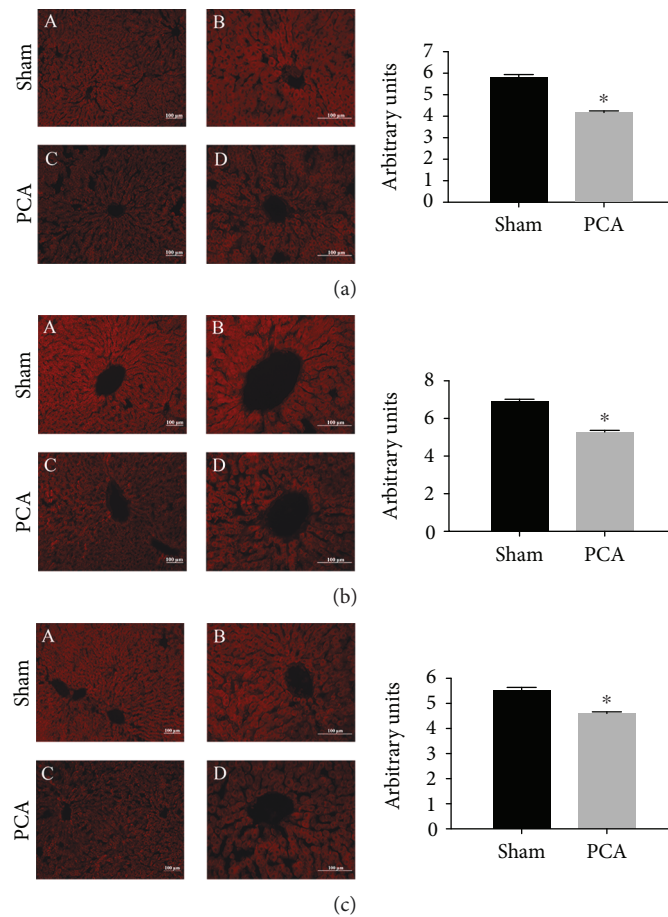 A
B
Sham
100 µm
100 µm
C
D
PCA
100 µm
100 µm
7
6
5
4
3
2
1
0
Arbitrary units
*
Sham PCA
(a)
A
B
Sham
100 µm
100 µm
C
D
PCA
100 µm
100 µm
8
6
4
2
0
Arbitrary units
*
Sham PCA
(b)
A
B
Sham
100 µm
100 µm
C
D
PCA
100 µm
100 µm
6
5
4
3
2
1
0
Arbitrary units
*
Sham PCA
(c)